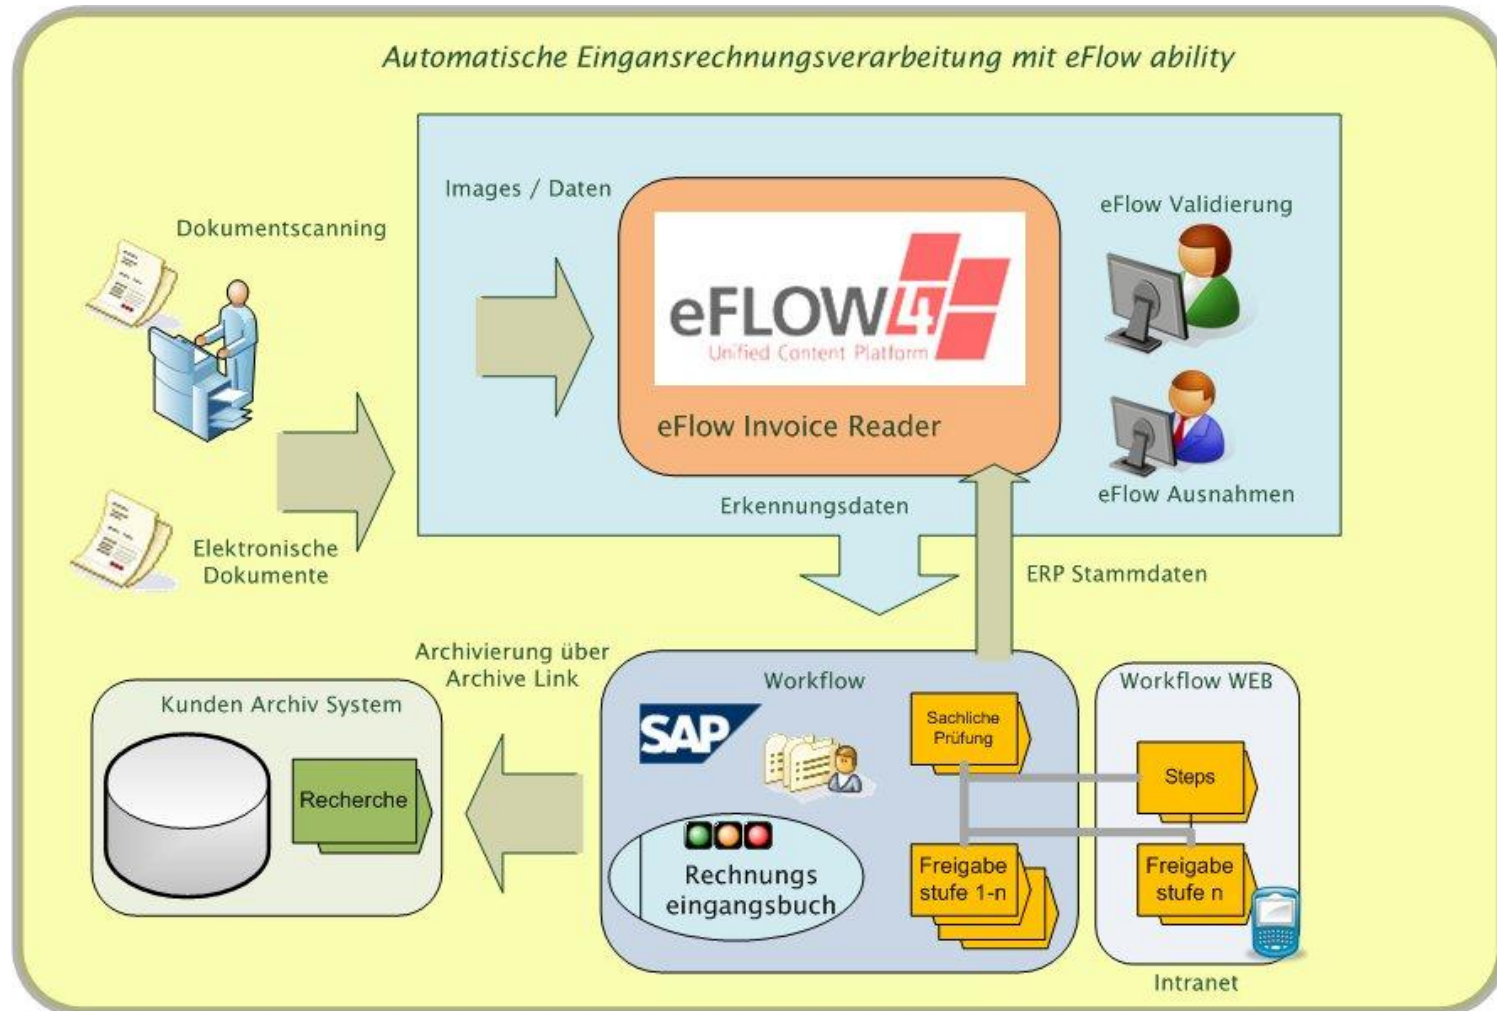 Automatische Eingansrechnungsverarbeitung mit eFlow ability
Images / Daten
eFlow Validierung
Dokumentscanning
eFLOW4
Unified Content Platform
eFlow Invoice Reader
eFlow Ausnahmen
Erkennungsdaten
Elektronische
Dokumente
ERP Stammdaten
Archivierung über
Archive Link
Kunden Archiv System
Recherche
Workflow
SAP
Sachliche
Prüfung
Rechnungs
eingangsbuch
Freigabe
stufe 1-n
Workflow WEB
Steps
Freigabe
stufe n
Intranet